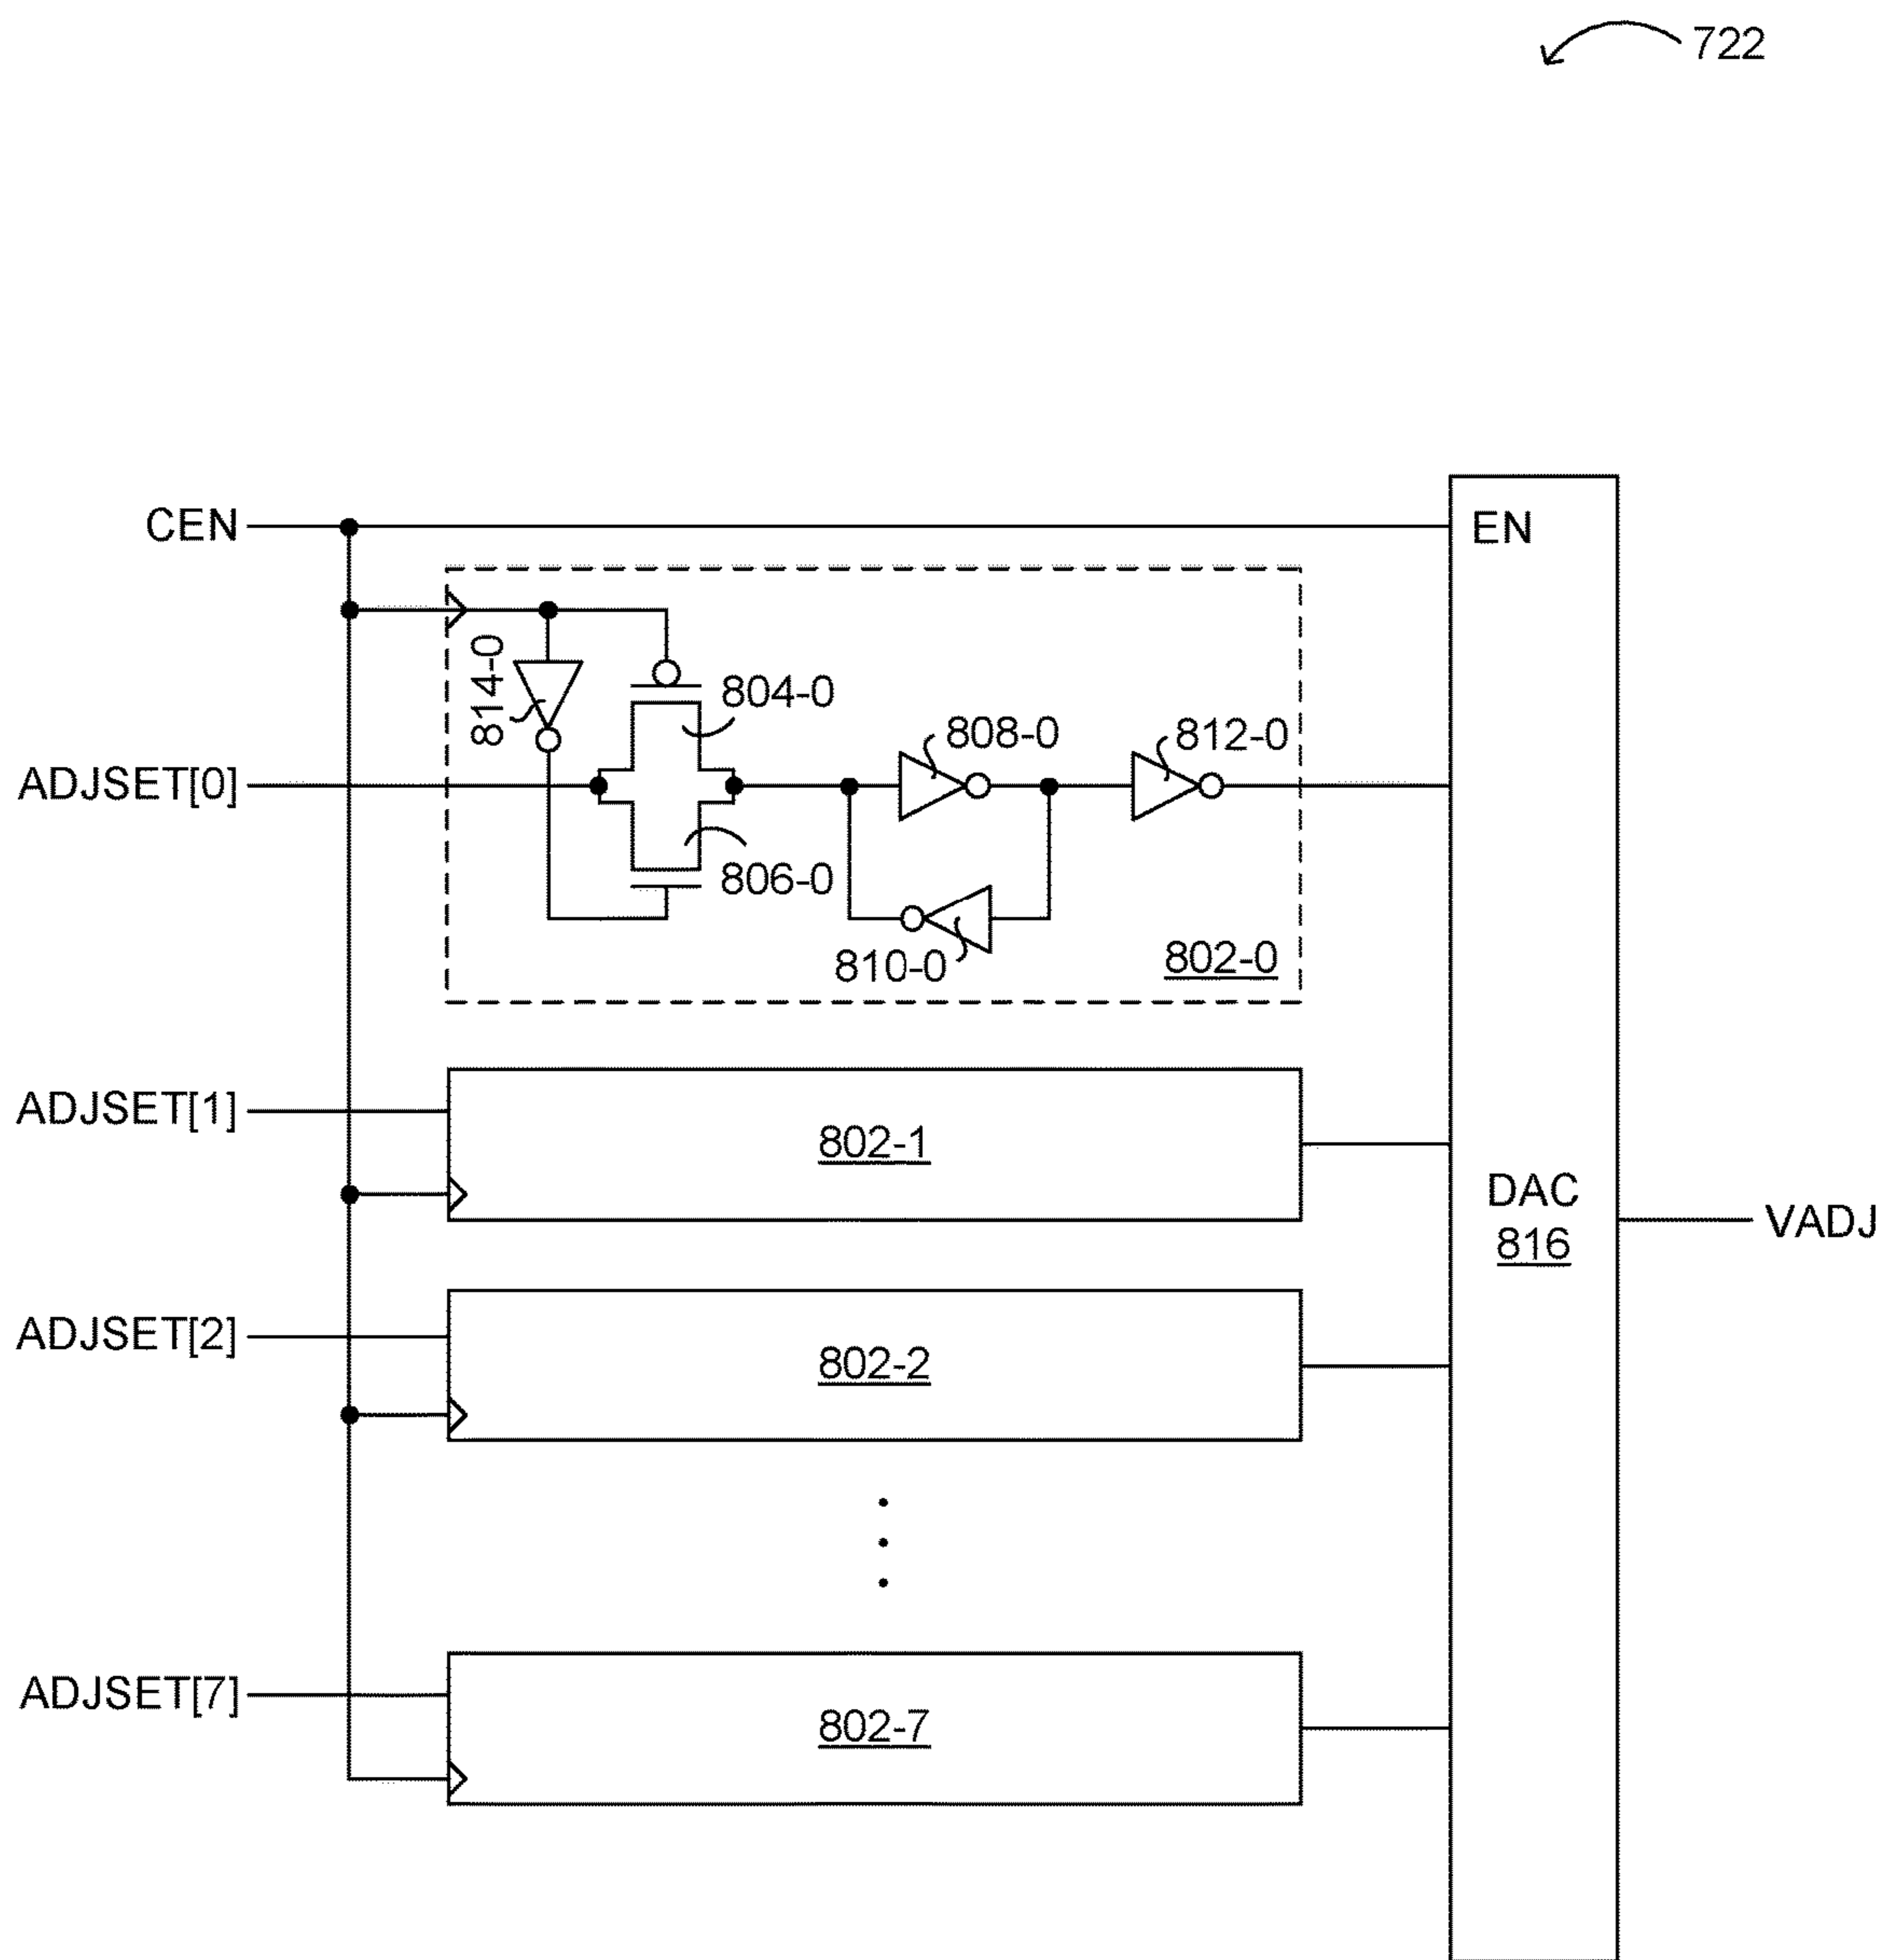 722
CEN
EN
814-0
804-0
808-0
812-0
ADJSET[0]
806-0
810-0
802-0
ADJSET[1]
802-1
DAC
816
VADJ
ADJSET[2]
802-2
ADJSET[7]
802-7